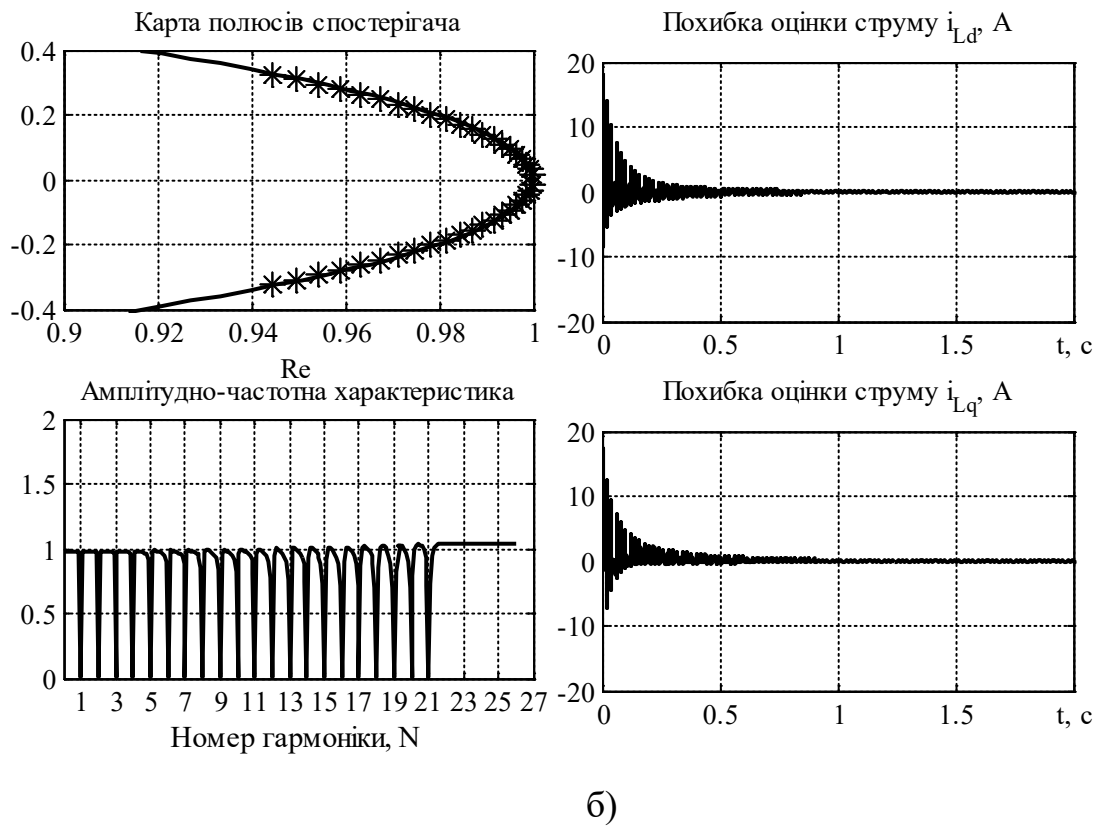 Карта полюсів спостерігача
0.4
0.2
0
-0.2
-0.4
0.9 0.92 0.94 0.96 0.98 1
Re
Похибка оцінки струму i_Ld, А
20
10
0
-10
-20
0 0.5 1 1.5 t, с
Амплітудно-частотна характеристика
2
1.5
1
0.5
0
1 3 5 7 9 11 13 15 17 19 21 23 25 27
Номер гармоніки, N
Похибка оцінки струму i_Lq, А
20
10
0
-10
-20
0 0.5 1 1.5 t, с
б)